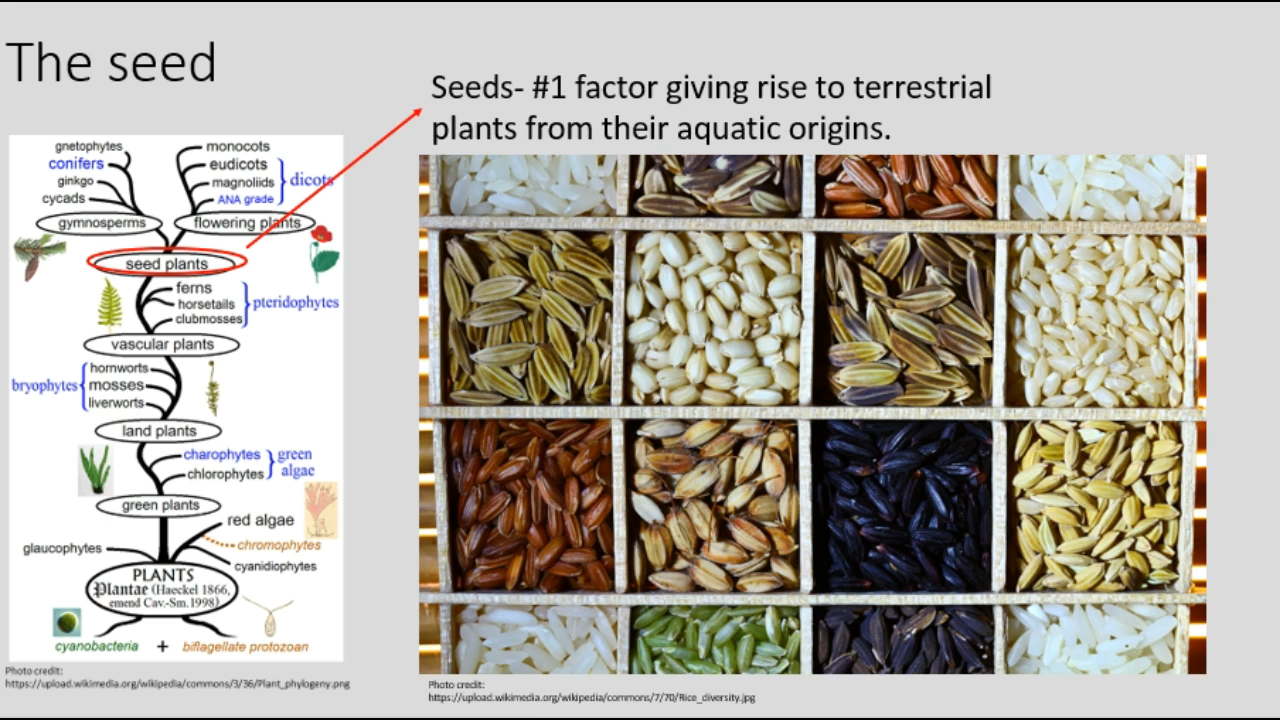 The seed
Seeds- #1 factor giving rise to terrestrial
plants from their aquatic origins.
gnetophytes
conifers
ginkgo
cycads
gymnosperms
monocots
eudicots
magnoliids
ANA grade
dicots
flowering plants
seed plants
ferns
horsetails
clubmosses
pteridophytes
vascular plants
hornworts
mosses
liverworts
bryophytes
land plants
charophytes
chlorophytes
green
algae
green plants
red algae
chromophytes
glaucophytes
cyanidiophytes
PLANTS
Plantae (Haeckel 1866,
emend Cav.-Sm. 1998)
cyanobacteria + biflagellate protozoan
Photo credit:
https://upload.wikimedia.org/wikipedia/commons/3/36/Plant_phylogeny.png
Photo credit:
https://upload.wikimedia.org/wikipedia/commons/7/70/Rice_diversity.jpg